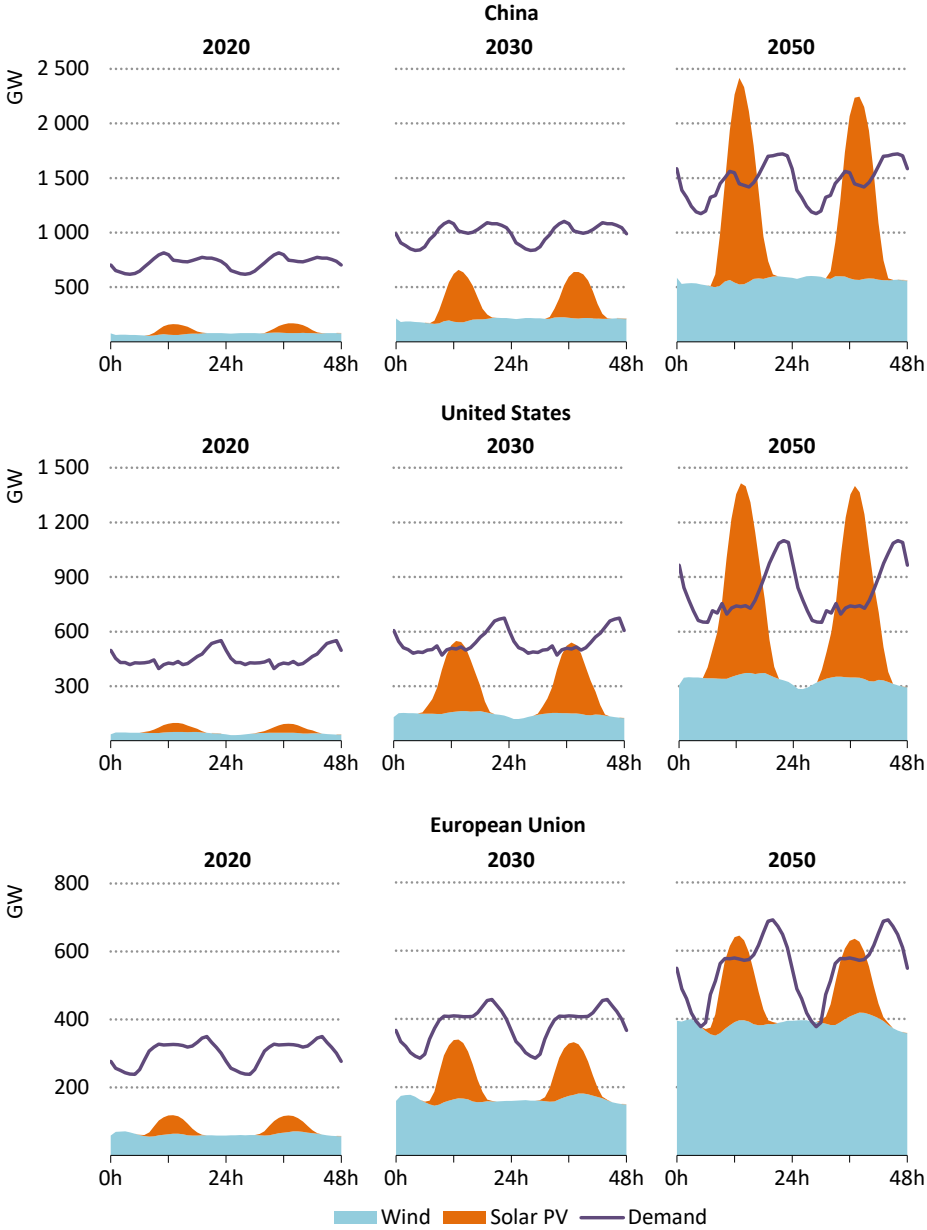 China
2020 2030 2050
GW
2 500
2 000
1 500
1 000
500
0h 24h 48h 0h 24h 48h 0h 24h 48h
United States
2020 2030 2050
GW
1 500
1 200
900
600
300
0h 24h 48h 0h 24h 48h 0h 24h 48h
European Union
2020 2030 2050
GW
800
600
400
200
0h 24h 48h 0h 24h 48h 0h 24h 48h
Wind Solar PV Demand